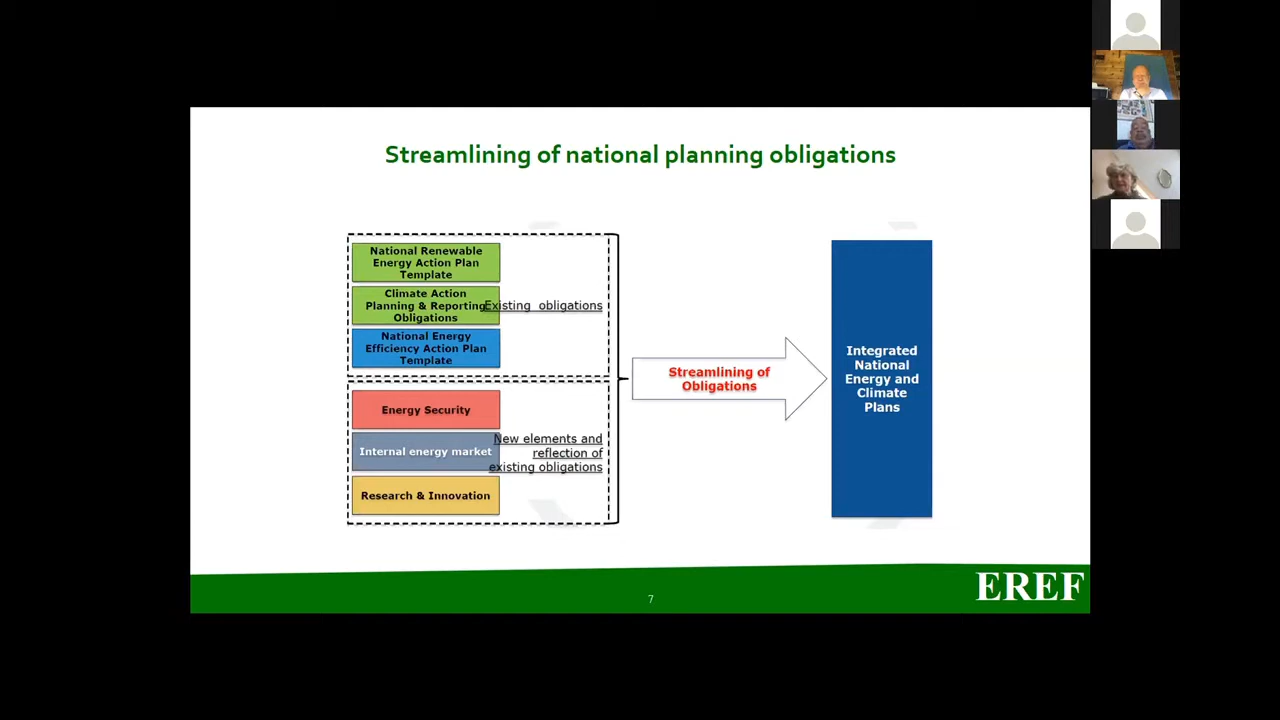 Streamlining of national planning obligations
National Renewable
Energy Action Plan
Template
Climate Action
Planning & Reporting
Obligations
Existing obligations
National Energy
Efficiency Action Plan
Template
Energy Security
Internal energy market
Research & Innovation
New elements and
reflection of
existing obligations
Streamlining of
Obligations
Integrated
National
Energy and
Climate
Plans
7
EREF